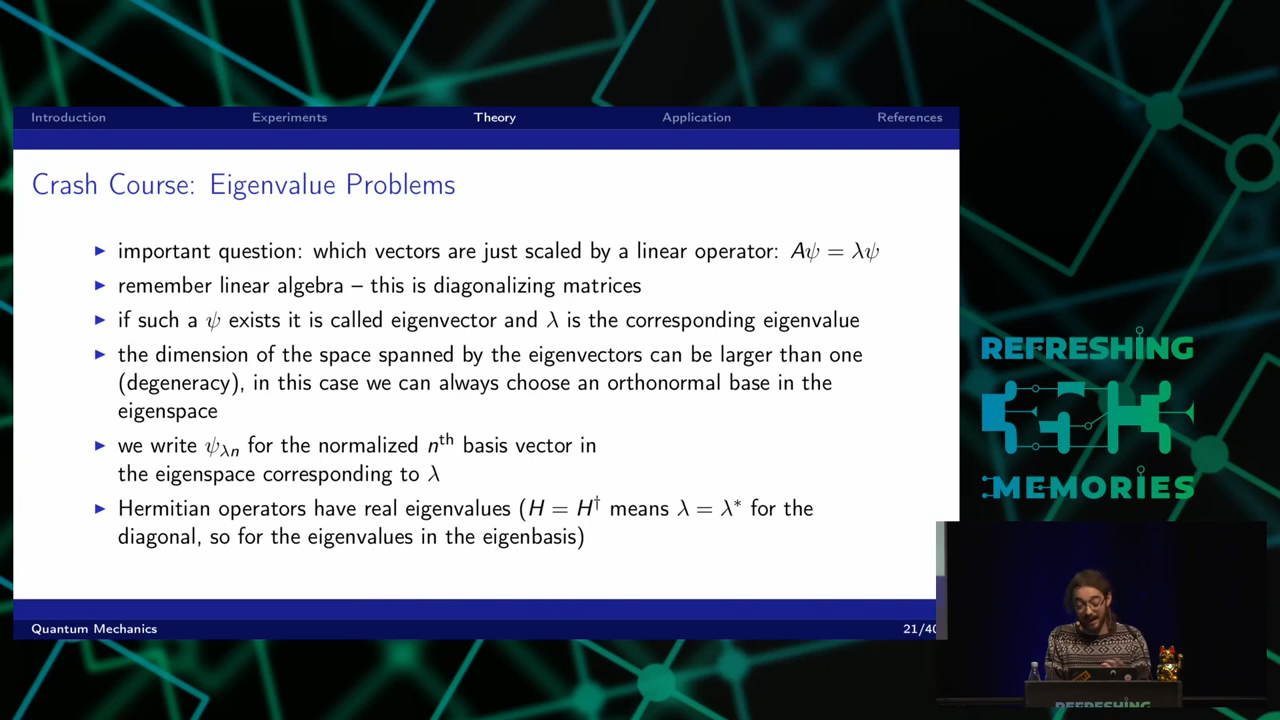 Introduction Experiments Theory Application References
Crash Course: Eigenvalue Problems
▶ important question: which vectors are just scaled by a linear operator: Aψ = λψ
▶ remember linear algebra – this is diagonalizing matrices
▶ if such a ψ exists it is called eigenvector and λ is the corresponding eigenvalue
▶ the dimension of the space spanned by the eigenvectors can be larger than one
(degeneracy), in this case we can always choose an orthonormal base in the
eigenspace
▶ we write ψλn for the normalized nth basis vector in
the eigenspace corresponding to λ
▶ Hermitian operators have real eigenvalues (H = H† means λ = λ* for the
diagonal, so for the eigenvalues in the eigenbasis)
Quantum Mechanics 21/40
REFRESHING
MEMORIES
REFRESHING